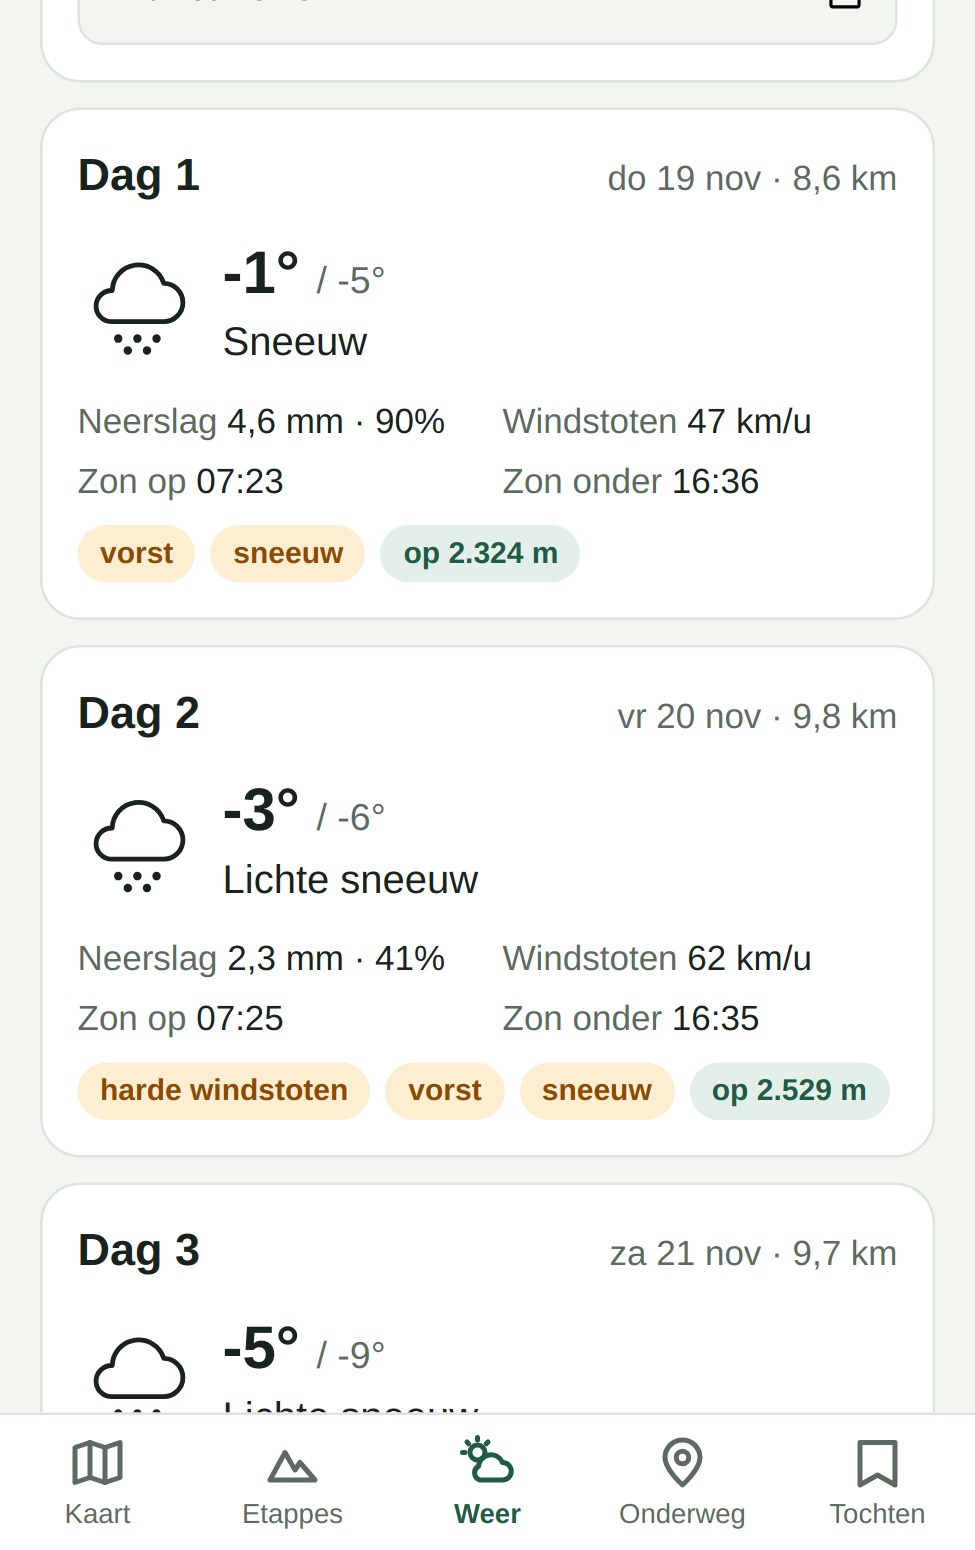 Dag 1
do 19 nov · 8,6 km
-1° / -5°
Sneeuw
Neerslag 4,6 mm · 90%
Windstoten 47 km/u
Zon op 07:23
Zon onder 16:36
vorst
sneeuw
op 2.324 m
Dag 2
vr 20 nov · 9,8 km
-3° / -6°
Lichte sneeuw
Neerslag 2,3 mm · 41%
Windstoten 62 km/u
Zon op 07:25
Zon onder 16:35
harde windstoten
vorst
sneeuw
op 2.529 m
Dag 3
za 21 nov · 9,7 km
-5° / -9°
Lichte sneeuw
Kaart
Etappes
Weer
Onderweg
Tochten